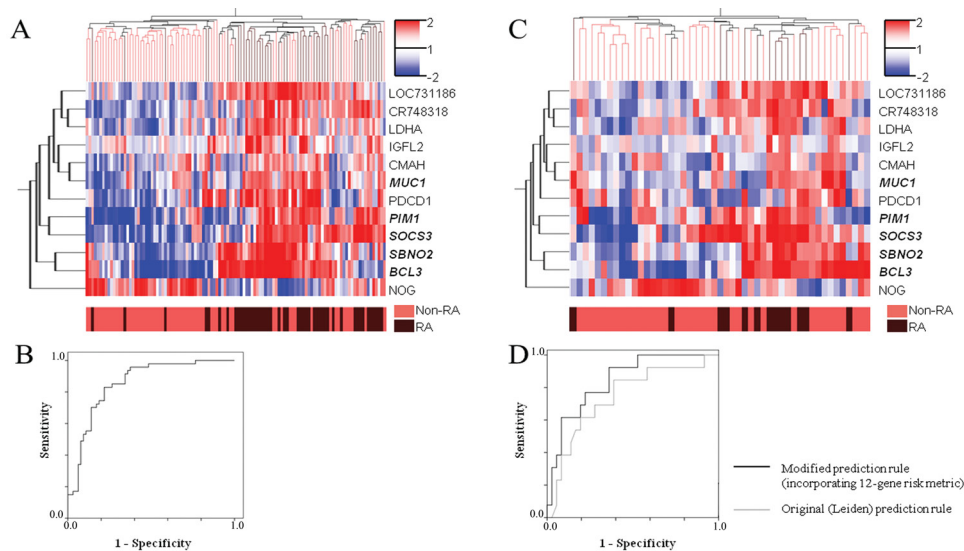 A
2
1
-2
LOC731186
CR748318
LDHA
IGFL2
CMAH
MUC1
PDCD1
PIM1
SOCS3
SBNO2
BCL3
NOG
Non-RA
RA
C
2
1
-2
LOC731186
CR748318
LDHA
IGFL2
CMAH
MUC1
PDCD1
PIM1
SOCS3
SBNO2
BCL3
NOG
Non-RA
RA
B
1.0
Sensitivity
0.0
0.0
1.0
1 - Specificity
D
1.0
Sensitivity
0.0
0.0
1.0
1 - Specificity
Modified prediction rule
(incorporating 12-gene risk metric)
Original (Leiden) prediction rule